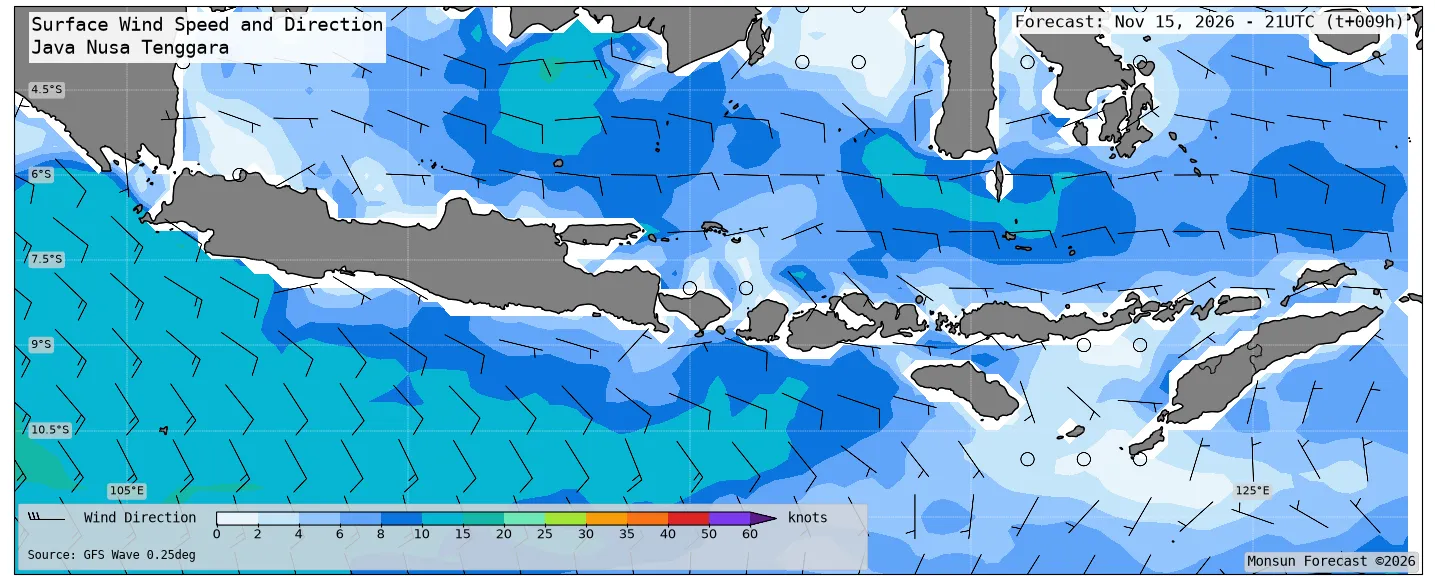 Surface Wind Speed and Direction
Java Nusa Tenggara
Forecast: Nov 15, 2026 - 21UTC (t+009h)
4.5°S
6°S
7.5°S
9°S
10.5°S
105°E
125°E
Wind Direction
0 2 4 6 8 10 15 20 25 30 35 40 50 60
knots
Source: GFS Wave 0.25deg
Monsun Forecast ©2026